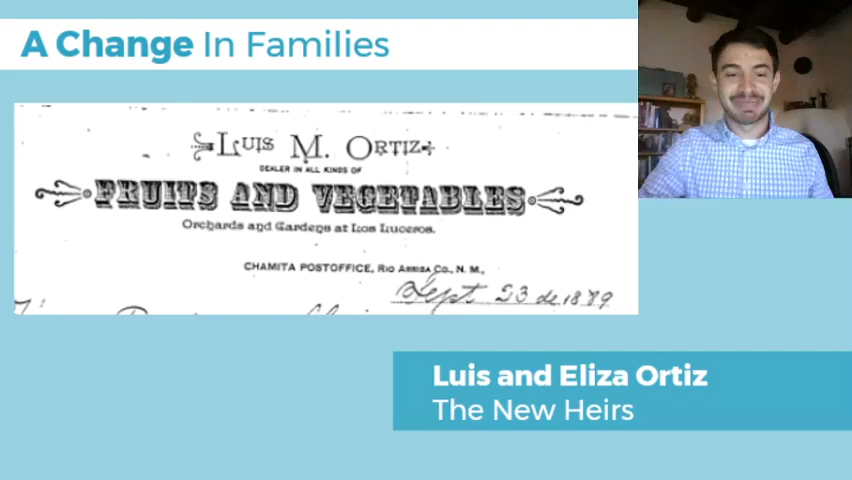 A Change In Families
Luis M. Ortiz
DEALER IN ALL KINDS OF
FRUITS AND VEGETABLES
Orchards and Gardens at Los Luceros.
CHAMITA POSTOFFICE, RIO ARRIBA CO., N. M.,
Sept 23 de 1889
Luis and Eliza Ortiz
The New Heirs